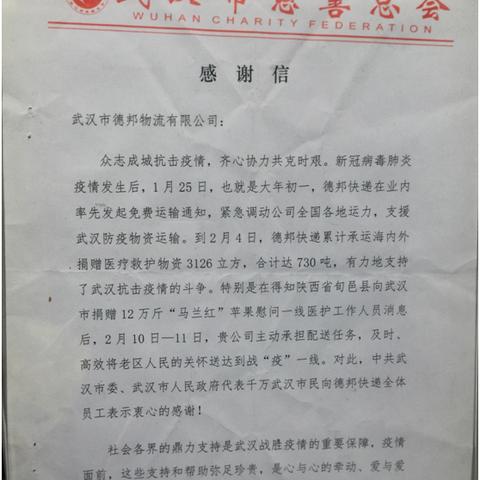 武汉市慈善总会
WUHAN CHARITY FEDERATION
感谢信
武汉市德邦物流有限公司：
众志成城抗击疫情，齐心协力共克时艰。新冠病毒肺炎
疫情发生后，1月25日，也就是大年初一，德邦快递在业内
率先发起免费运输通知，紧急调动公司全国各地运力，支援
武汉防疫物资运输。到2月4日，德邦快递累计承运海内外
捐赠医疗救护物资3126立方，合计达730吨，有力地支持
了武汉抗击疫情的斗争。特别是在得知陕西省旬邑县向武汉
市捐赠12万斤“马兰红”苹果慰问一线医护工作人员消息
后，2月10日—11日，贵公司主动承担配送任务，及时、
高效将老区人民的关怀送达到战“疫”一线。对此，中共武
汉市委、武汉市人民政府代表千万武汉市民向德邦快递全体
员工表示衷心的感谢！
社会各界的鼎力支持是武汉战胜疫情的重要保障，疫情
面前，这些支持和帮助弥足珍贵，是心与心的牵动、爱与爱